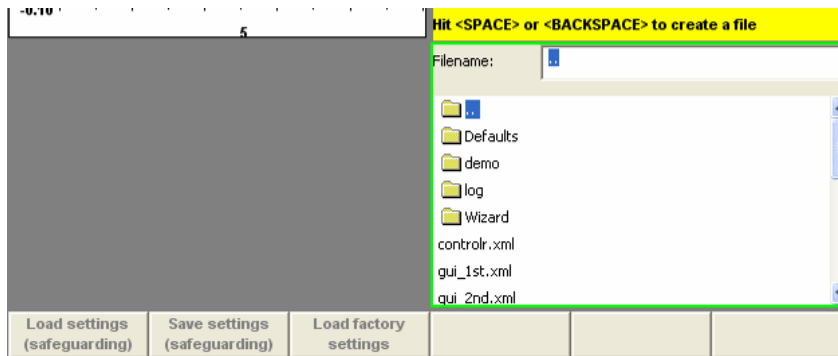 -0.10
5
Hit <SPACE> or <BACKSPACE> to create a file
Filename:
..
..
Defaults
demo
log
Wizard
controlr.xml
gui_1st.xml
gui_2nd.xml
Load settings
(safeguarding)
Save settings
(safeguarding)
Load factory
settings